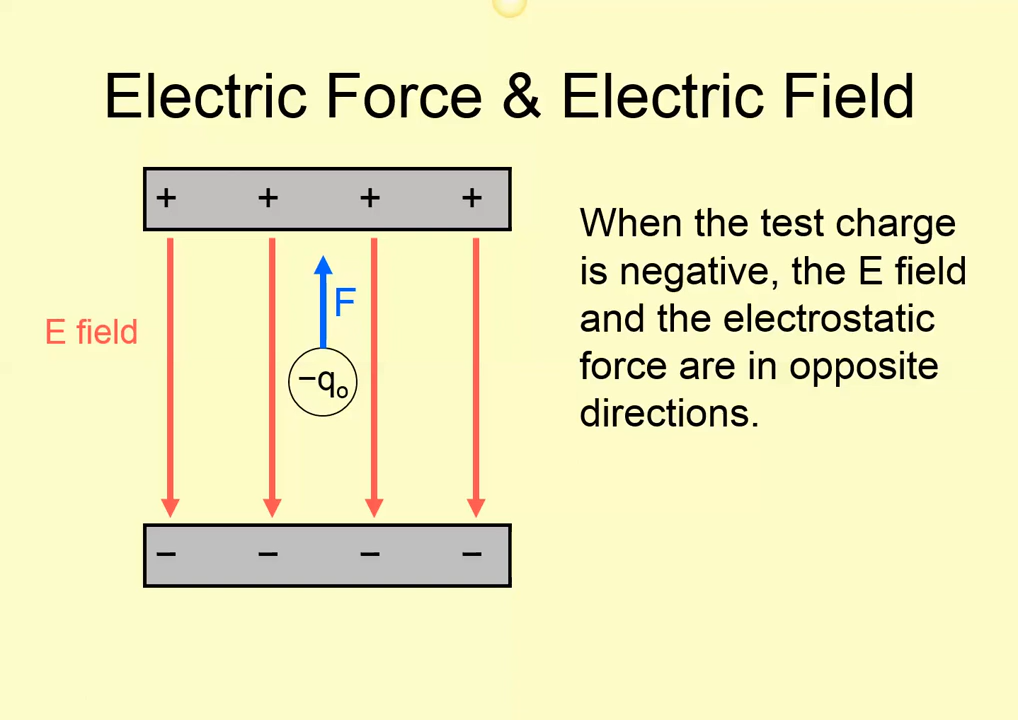 Electric Force & Electric Field
+ + + +
When the test charge
is negative, the E field
and the electrostatic
force are in opposite
directions.
F
E field
−qo
− − − −